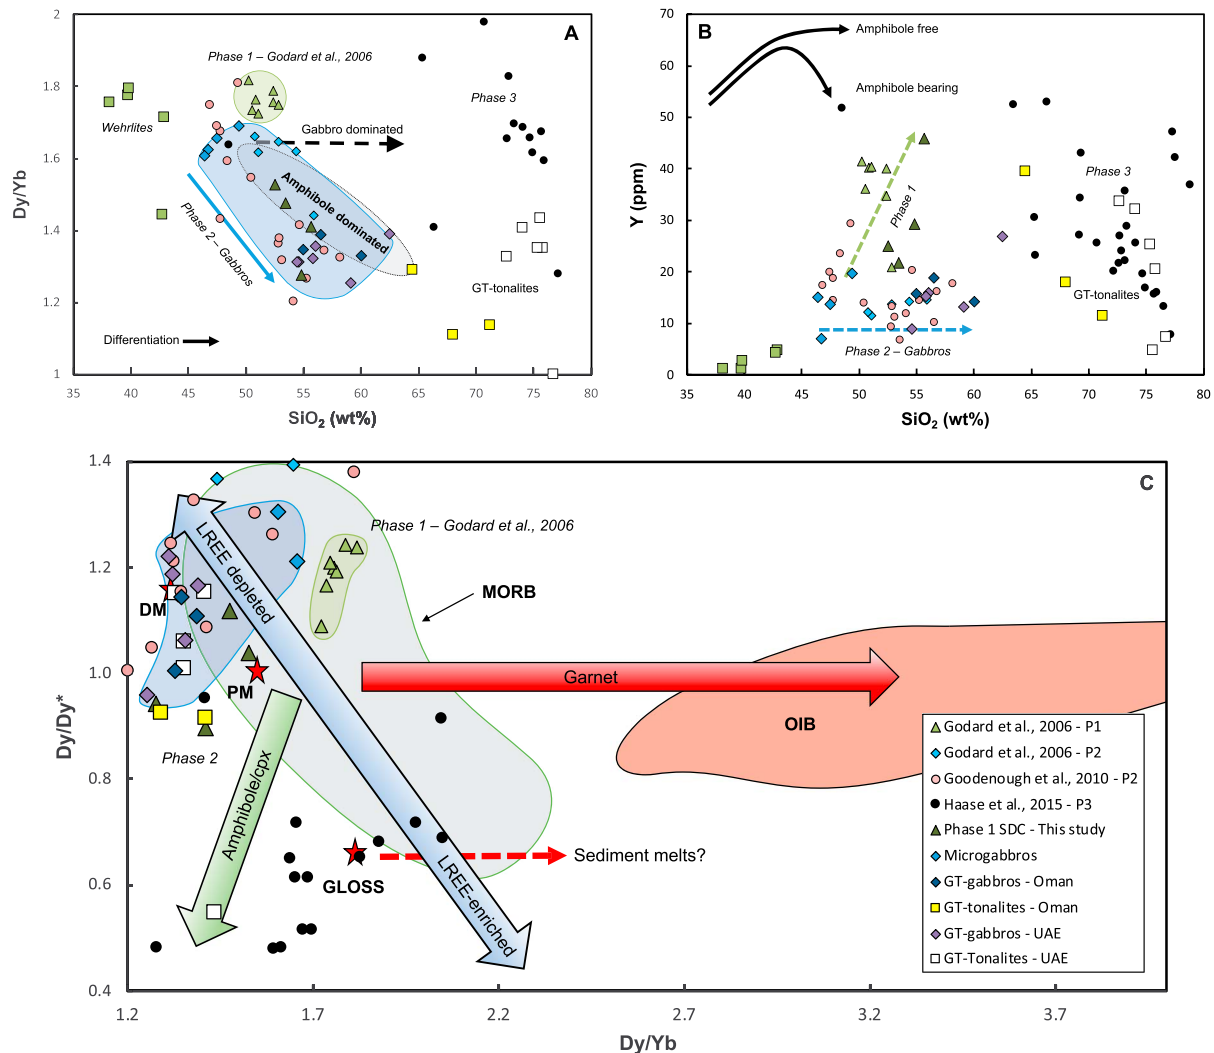 A
Phase 1 – Godard et al., 2006
Phase 3
Wehrlites
Gabbro dominated
Amphibole dominated
Phase 2 – Gabbros
GT-tonalites
Differentiation
2
1.8
1.6
1.4
1.2
1
Dy/Yb
35
45
50
55
60
65
70
75
80
SiO2 (wt%)
B
Amphibole free
Amphibole bearing
Phase 1
Phase 3
GT-tonalites
Phase 2 – Gabbros
70
60
50
40
30
20
10
0
Y (ppm)
35
40
45
50
55
60
65
70
75
80
SiO2 (wt%)
C
Phase 1 – Godard et al., 2006
LREE depleted
MORB
DM
PM
Garnet
OIB
Phase 2
Amphibole/cpx
GLOSS
Sediment melts?
LREE-enriched
Godard et al., 2006 - P1
Godard et al., 2006 - P2
Goodenough et al., 2010 - P2
Haase et al., 2015 - P3
Phase 1 SDC - This study
Microgabbros
GT-gabbros - Oman
GT-tonalites - Oman
GT-gabbros - UAE
GT-Tonalites - UAE
1.4
1.2
1.0
0.8
0.6
0.4
Dy/Dy*
1.2
1.7
2.2
2.7
3.2
3.7
Dy/Yb